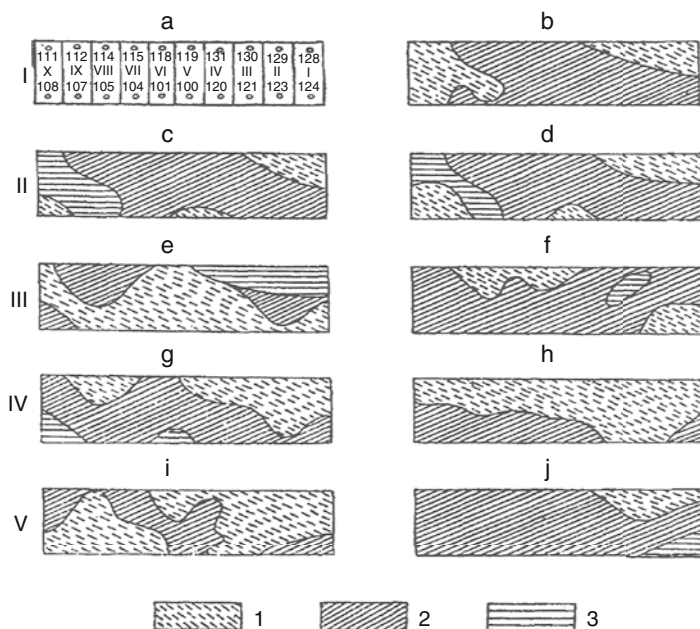 a
b
I
111 112 114 115 118 119 131 130 129 128
X IX VIII VII VI V IV III II I
108 107 105 104 101 100 120 121 123 124
c
d
II
e
f
III
g
h
IV
i
j
V
1
2
3